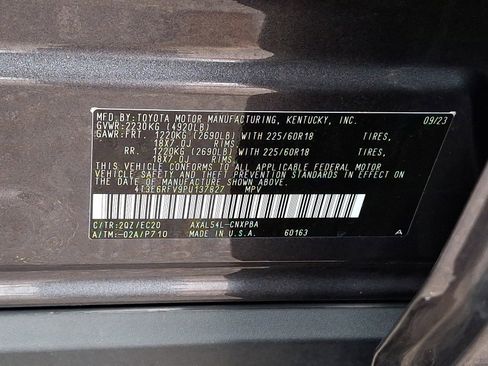 MFD.BY:TOYOTA MOTOR MANUFACTURING, KENTUCKY, INC. 09/23
GVWR:2230KG (4920LB)
GAWR:FRT. 1220KG (2690LB) WITH 225/60R18 TIRES,
18X7.0J RIMS,
RR. 1220KG (2690LB) WITH 225/60R18 TIRES,
18X7.0J RIMS.
THIS VEHICLE CONFORMS TO ALL APPLICABLE FEDERAL MOTOR
VEHICLE SAFETY AND THEFT PREVENTION STANDARDS IN EFFECT
ON THE DATE OF MANUFACTURE SHOWN ABOVE.
4T3E6RFV9PU137827 MPV
C/TR:2QZ/EC20 AXAL54L-CNXPBA
A/TM:-02A/P710 MADE IN U.S.A. 60163 A